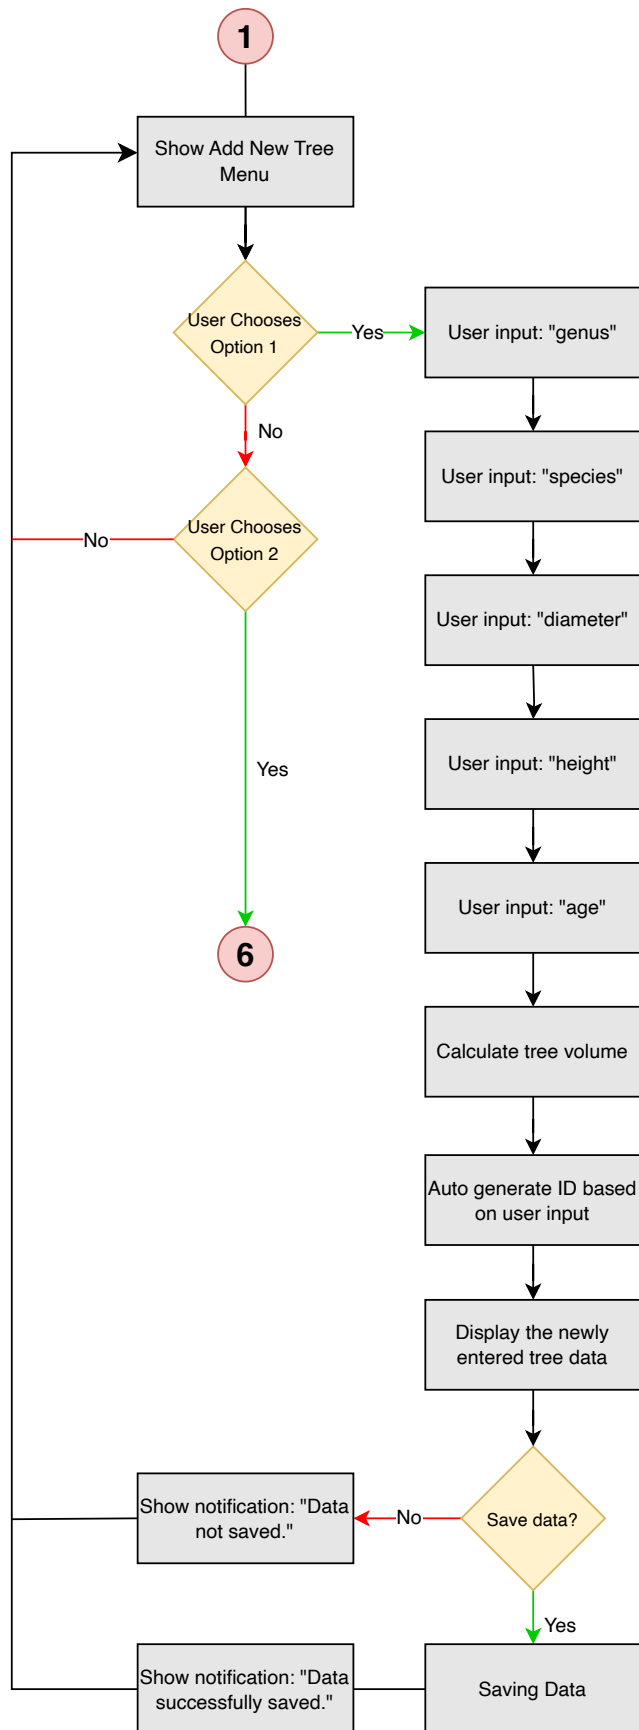 1
Show Add New Tree
Menu
User Chooses
Option 1
Yes
User input: "genus"
No
User input: "species"
User Chooses
Option 2
No
User input: "diameter"
Yes
User input: "height"
User input: "age"
6
Calculate tree volume
Auto generate ID based
on user input
Display the newly
entered tree data
Save data?
No
Show notification: "Data
not saved."
Yes
Saving Data
Show notification: "Data
successfully saved."